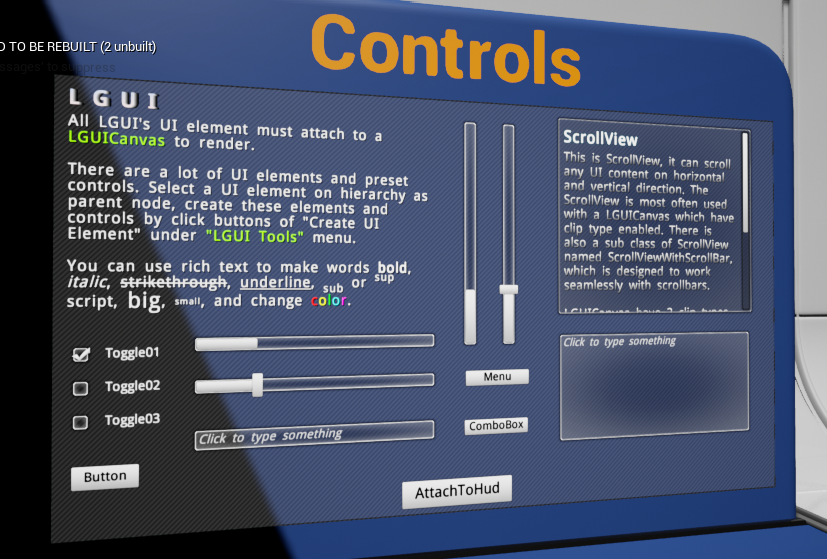 D TO BE REBUILT (2 unbuilt)
ssages' to suppress
Controls
LGUI
All LGUI's UI element must attach to a
LGUICanvas to render.
There are a lot of UI elements and preset
controls. Select a UI element on hierarchy as
parent node, create these elements and
controls by click buttons of "Create UI
Element" under "LGUI Tools" menu.
You can use rich text to make words bold,
italic, strikethrough, underline, sub or sup
script, big, small, and change color.
Toggle01
Toggle02
Toggle03
Click to type something
Button
Menu
ComboBox
AttachToHud
ScrollView
This is ScrollView, it can scroll
any UI content on horizontal
and vertical direction. The
ScrollView is most often used
with a LGUICanvas which have
clip type enabled. There is
also a sub class of ScrollView
named ScrollViewWithScrollBar,
which is designed to work
seamlessly with scrollbars.
LGUICanvas have 2 clip types
Click to type something